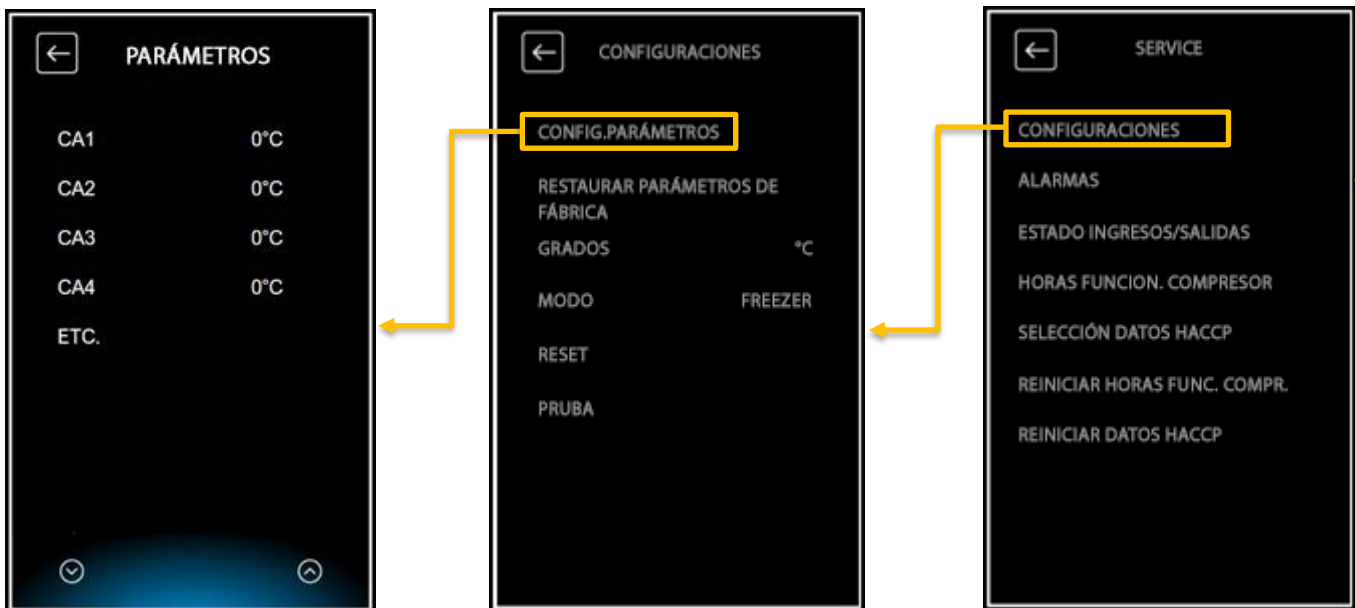 PARÁMETROS
CA1 0°C
CA2 0°C
CA3 0°C
CA4 0°C
ETC.
CONFIGURACIONES
CONFIG.PARÁMETROS
RESTAURAR PARÁMETROS DE
FÁBRICA
GRADOS °C
MODO FREEZER
RESET
PRUBA
SERVICE
CONFIGURACIONES
ALARMAS
ESTADO INGRESOS/SALIDAS
HORAS FUNCION. COMPRESOR
SELECCIÓN DATOS HACCP
REINICIAR HORAS FUNC. COMPR.
REINICIAR DATOS HACCP